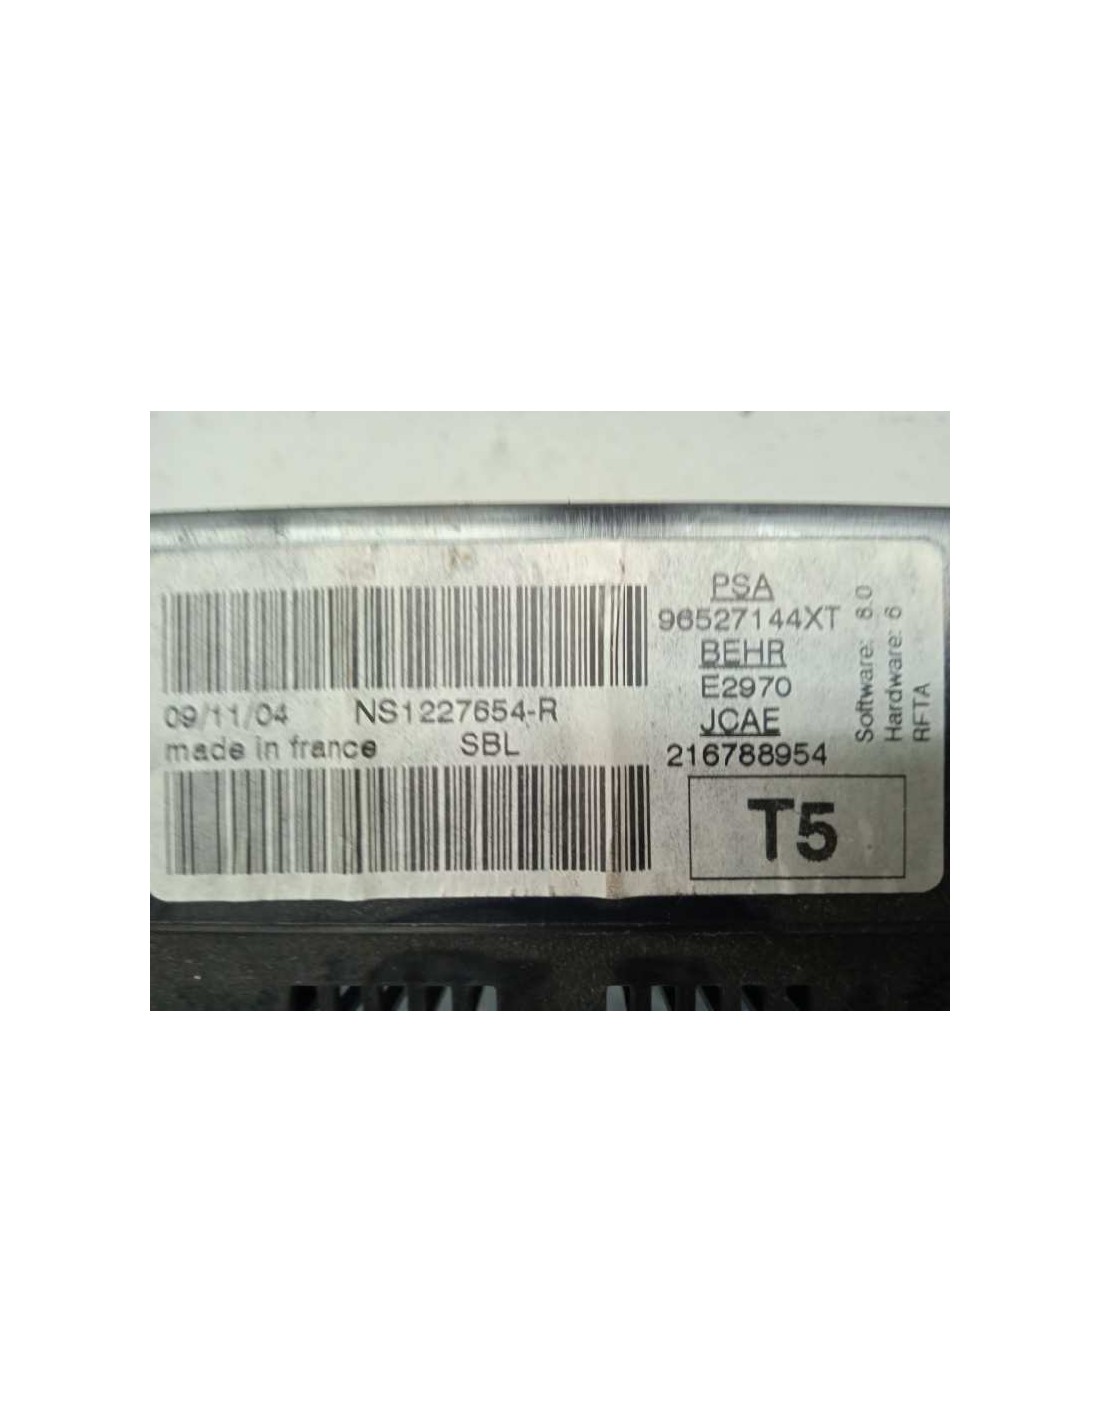 09/11/04 NS1227654-R
made in france SBL
PSA
96527144XT
BEHR
E2970
JCAE
216788954
T5
Software: 8.0
Hardware: 6
RFTA